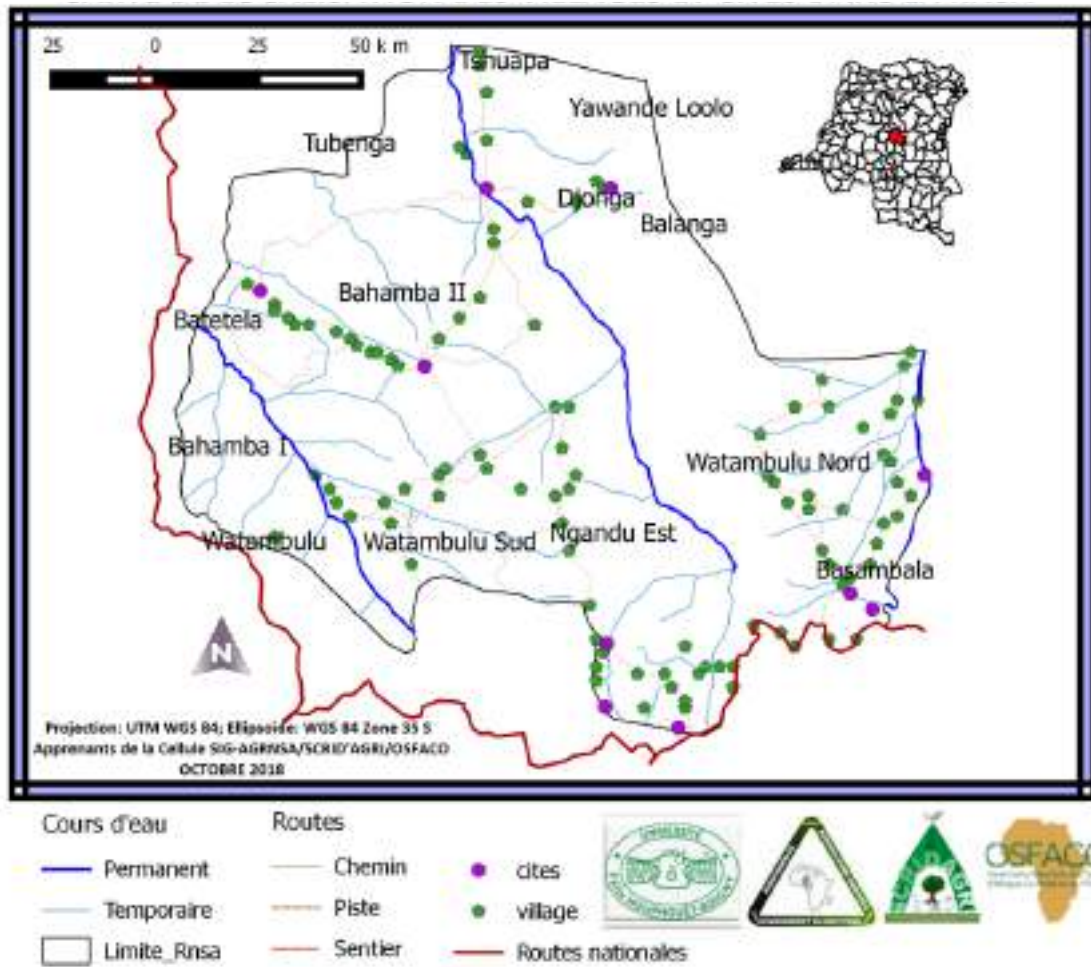 25 0 25 50 k m
Tshuapa
Yawande Loolo
Tubenga
Djonga
Balanga
Bahamba II
Batetela
Bahamba I
Watambulu Nord
Watambulu
Watambulu Sud
Ngandu Est
Basambala
N
Projection: UTM WGS 84; Ellipsoide: WGS 84 Zone 35 S
Apprenants de la Cellule SIG-AGRNSA/SCRID'AGRI/OSFACO
OCTOBRE 2018
Cours d'eau
Routes
Permanent
Chemin
cites
Temporaire
Piste
village
Limite_Rnsa
Sentier
Routes nationales
OSFACO